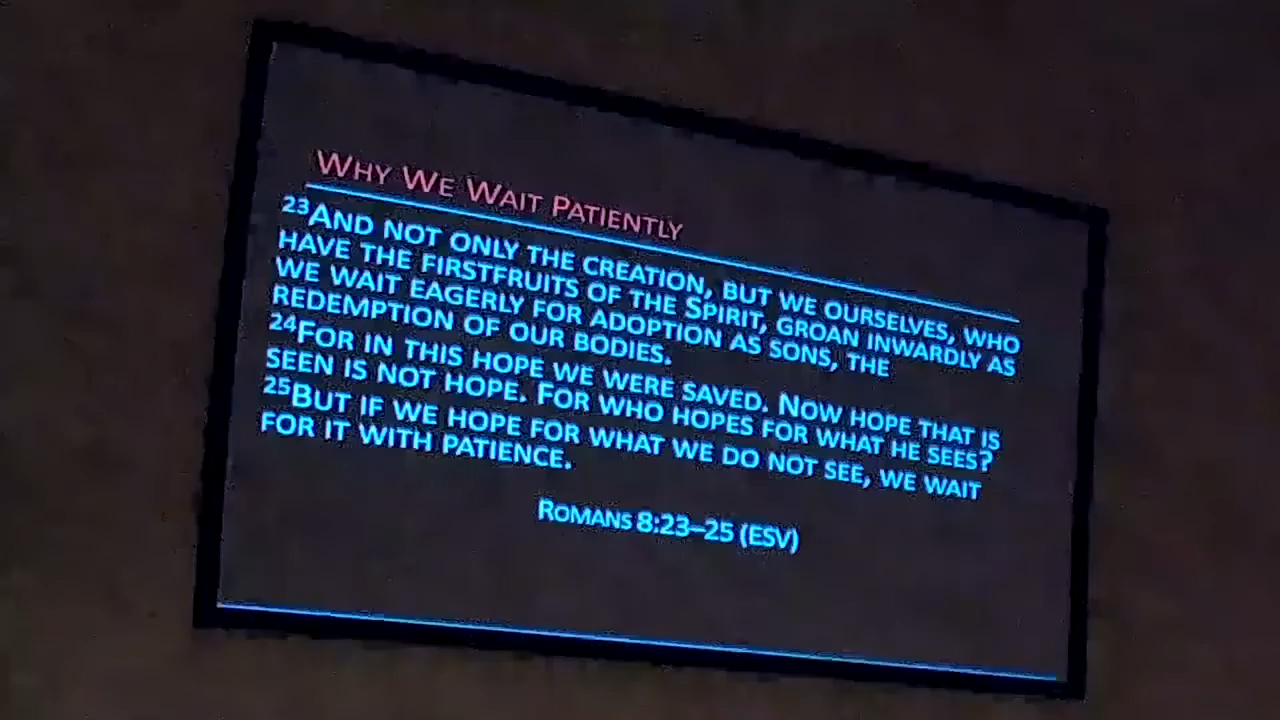 Why We Wait Patiently
23And not only the creation, but we ourselves, who
have the firstfruits of the Spirit, groan inwardly as
we wait eagerly for adoption as sons, the
redemption of our bodies.
24For in this hope we were saved. Now hope that is
seen is not hope. For who hopes for what he sees?
25But if we hope for what we do not see, we wait
for it with patience.
Romans 8:23–25 (ESV)